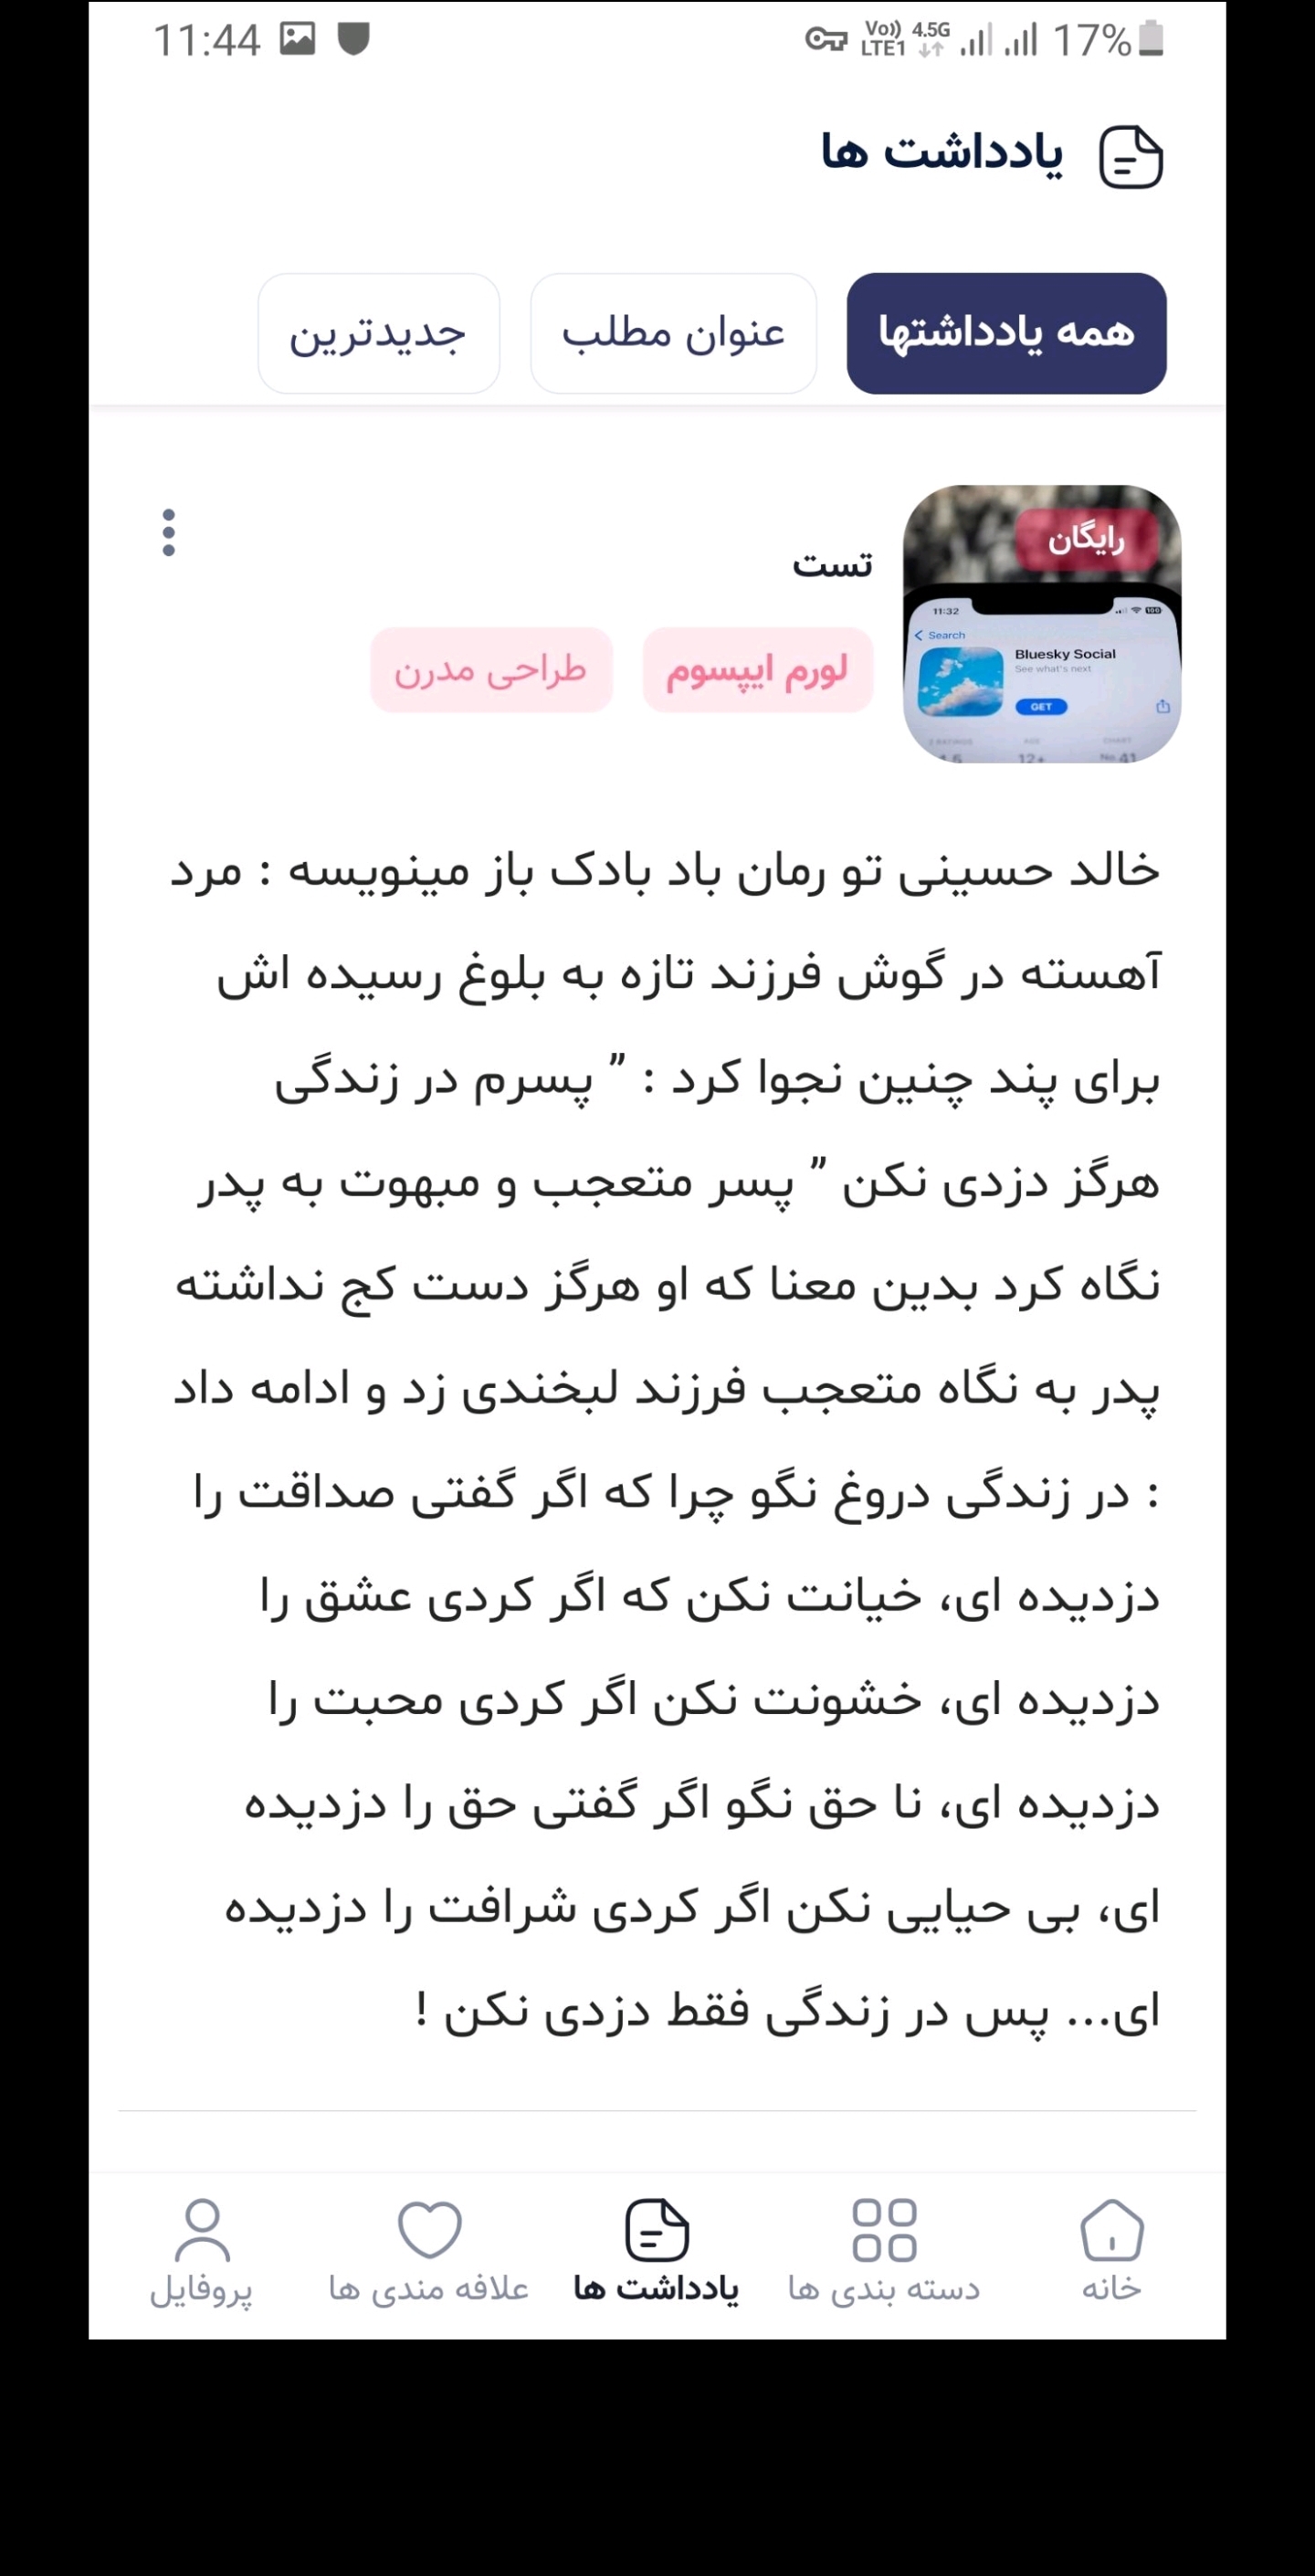 11:44
Vo)) LTE1 4.5G 17%
یادداشت ها
همه یادداشتها
عنوان مطلب
جدیدترین
رایگان
11:32
Search
Bluesky Social
See what's next
GET
12+
No.41
تست
لورم ایپسوم
طراحی مدرن
خالد حسینی تو رمان باد بادک باز مینویسه : مرد
آهسته در گوش فرزند تازه به بلوغ رسیده اش
برای پند چنین نجوا کرد : ” پسرم در زندگی
هرگز دزدی نکن ” پسر متعجب و مبهوت به پدر
نگاه کرد بدین معنا که او هرگز دست کج نداشته
پدر به نگاه متعجب فرزند لبخندی زد و ادامه داد
: در زندگی دروغ نگو چرا که اگر گفتی صداقت را
دزدیده ای، خیانت نکن که اگر کردی عشق را
دزدیده ای، خشونت نکن اگر کردی محبت را
دزدیده ای، نا حق نگو اگر گفتی حق را دزدیده
ای، بی حیایی نکن اگر کردی شرافت را دزدیده
ای... پس در زندگی فقط دزدی نکن !
خانه
دسته بندی ها
یادداشت ها
علافه مندی ها
پروفایل